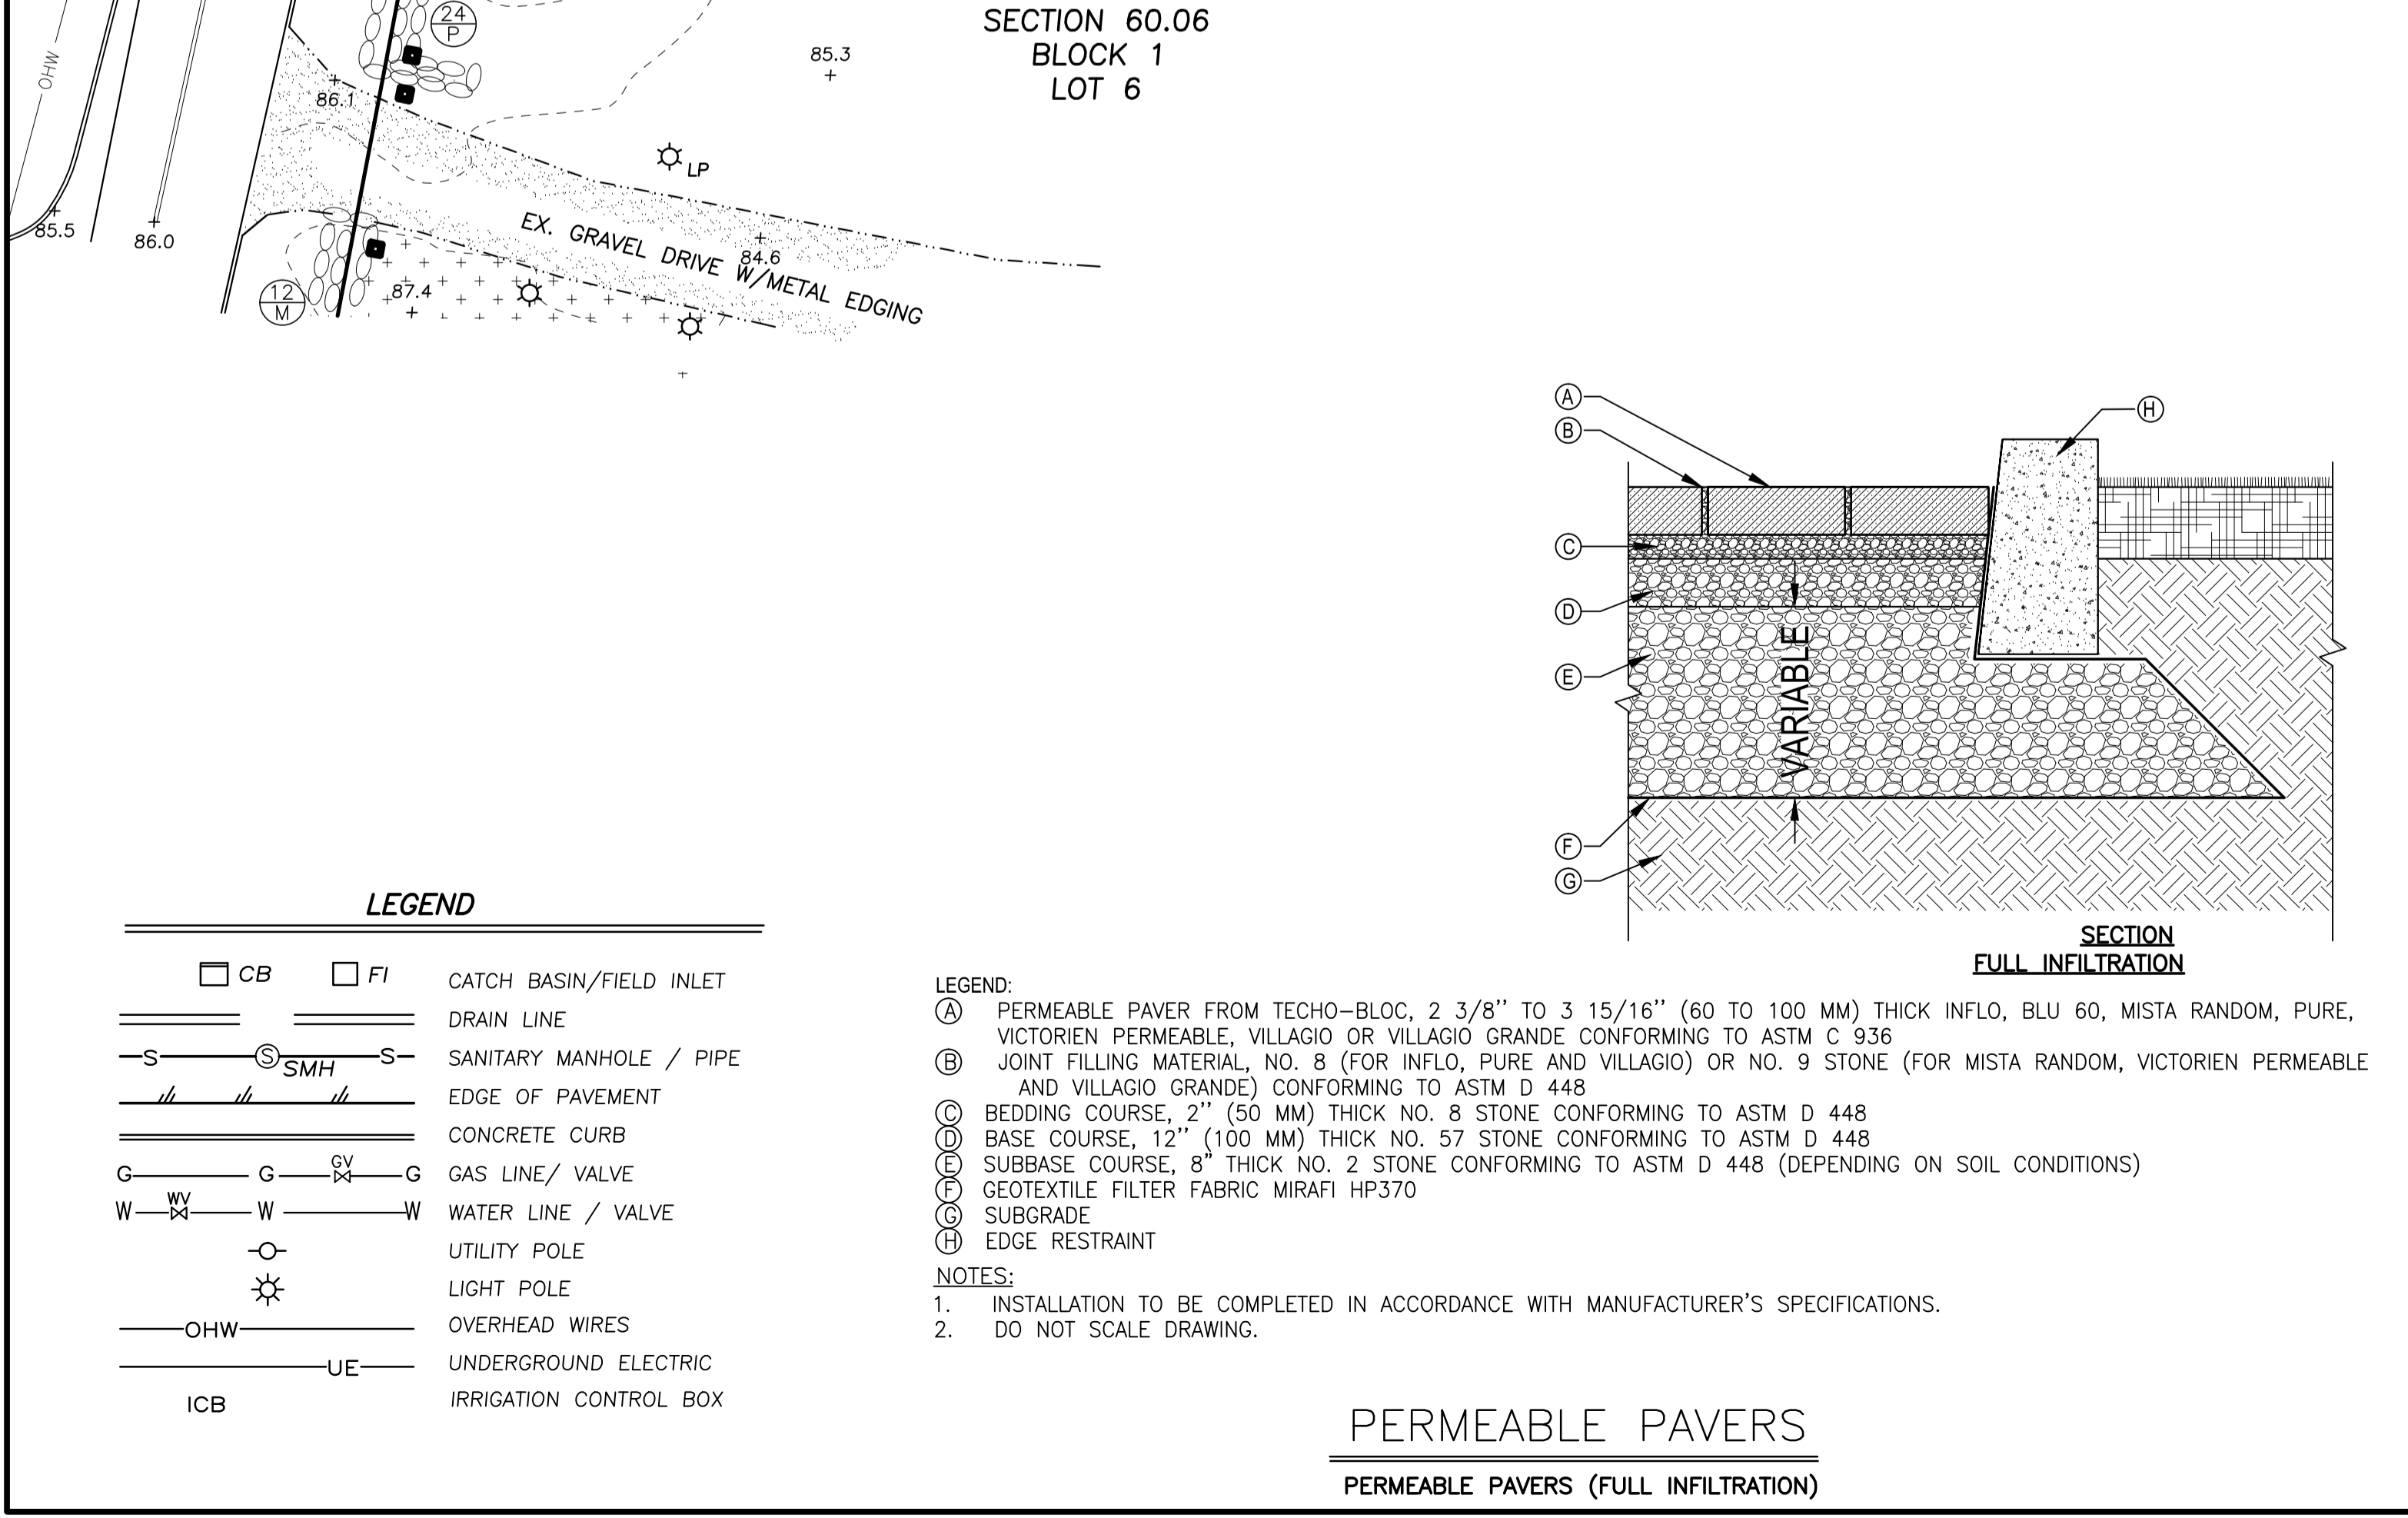 24
P
SECTION 60.06
BLOCK 1
LOT 6
OHW
85.3
86.1
LP
85.5
86.0
EX. GRAVEL DRIVE W/METAL EDGING
84.6
12
M
87.4
A
B
H
C
D
E
VARIABLE
F
G
SECTION
FULL INFILTRATION
LEGEND
CB FI CATCH BASIN/FIELD INLET
DRAIN LINE
S S S SMH SANITARY MANHOLE / PIPE
EDGE OF PAVEMENT
CONCRETE CURB
G G GV G GAS LINE/ VALVE
W WV W W WATER LINE / VALVE
UTILITY POLE
LIGHT POLE
OHW OVERHEAD WIRES
UE UNDERGROUND ELECTRIC
ICB IRRIGATION CONTROL BOX
LEGEND:
A PERMEABLE PAVER FROM TECHO-BLOC, 2 3/8'' TO 3 15/16'' (60 TO 100 MM) THICK INFLO, BLU 60, MISTA RANDOM, PURE,
VICTORIEN PERMEABLE, VILLAGIO OR VILLAGIO GRANDE CONFORMING TO ASTM C 936
B JOINT FILLING MATERIAL, NO. 8 (FOR INFLO, PURE AND VILLAGIO) OR NO. 9 STONE (FOR MISTA RANDOM, VICTORIEN PERMEABLE
AND VILLAGIO GRANDE) CONFORMING TO ASTM D 448
C BEDDING COURSE, 2'' (50 MM) THICK NO. 8 STONE CONFORMING TO ASTM D 448
D BASE COURSE, 12'' (100 MM) THICK NO. 57 STONE CONFORMING TO ASTM D 448
E SUBBASE COURSE, 8" THICK NO. 2 STONE CONFORMING TO ASTM D 448 (DEPENDING ON SOIL CONDITIONS)
F GEOTEXTILE FILTER FABRIC MIRAFI HP370
G SUBGRADE
H EDGE RESTRAINT
NOTES:
1. INSTALLATION TO BE COMPLETED IN ACCORDANCE WITH MANUFACTURER'S SPECIFICATIONS.
2. DO NOT SCALE DRAWING.
PERMEABLE PAVERS
PERMEABLE PAVERS (FULL INFILTRATION)